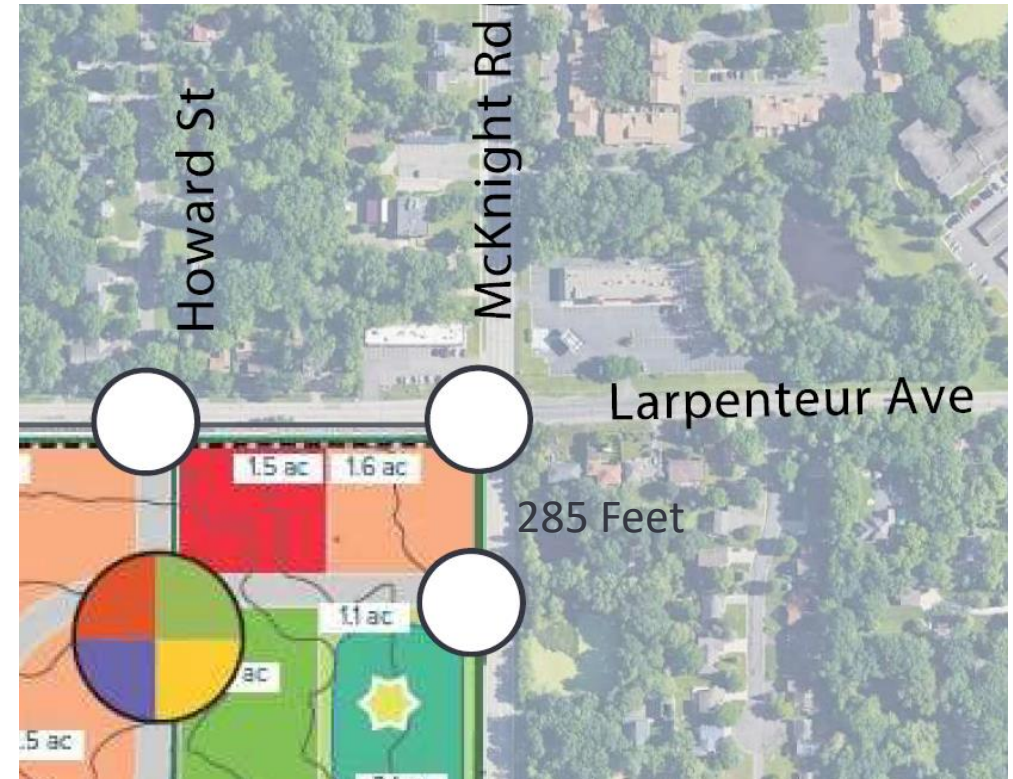 Howard St
McKnight Rd
Larpenteur Ave
1.5 ac
1.6 ac
285 Feet
1.1 ac
ac
.5 ac